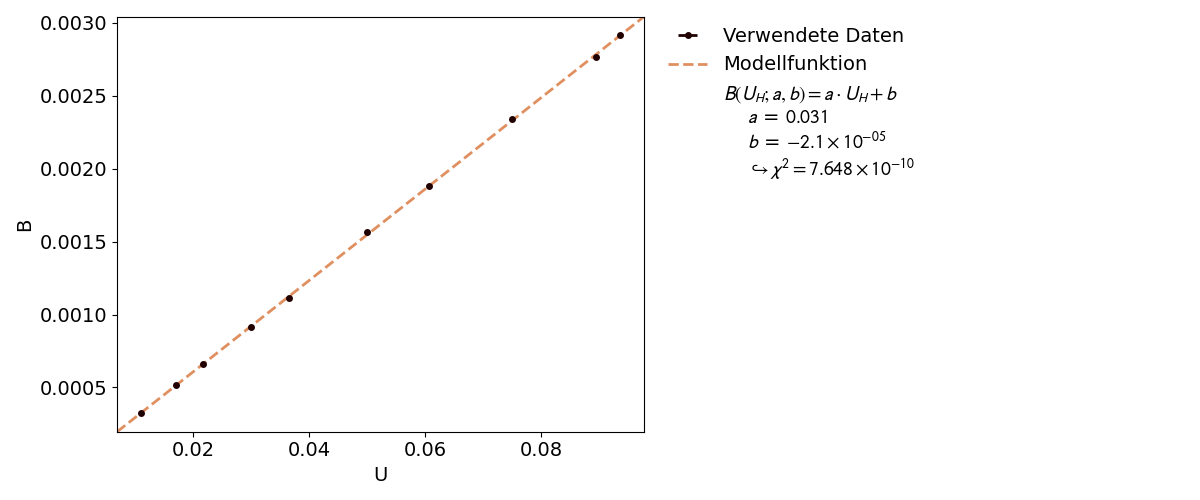 0.0030
0.0025
0.0020
0.0015
0.0010
0.0005
B
0.02 0.04 0.06 0.08
U
Verwendete Daten
Modellfunktion
B(U_H; a, b) = a · U_H + b
a = 0.031
b = −2.1 × 10⁻⁰⁵
↪ χ² = 7.648 × 10⁻¹⁰